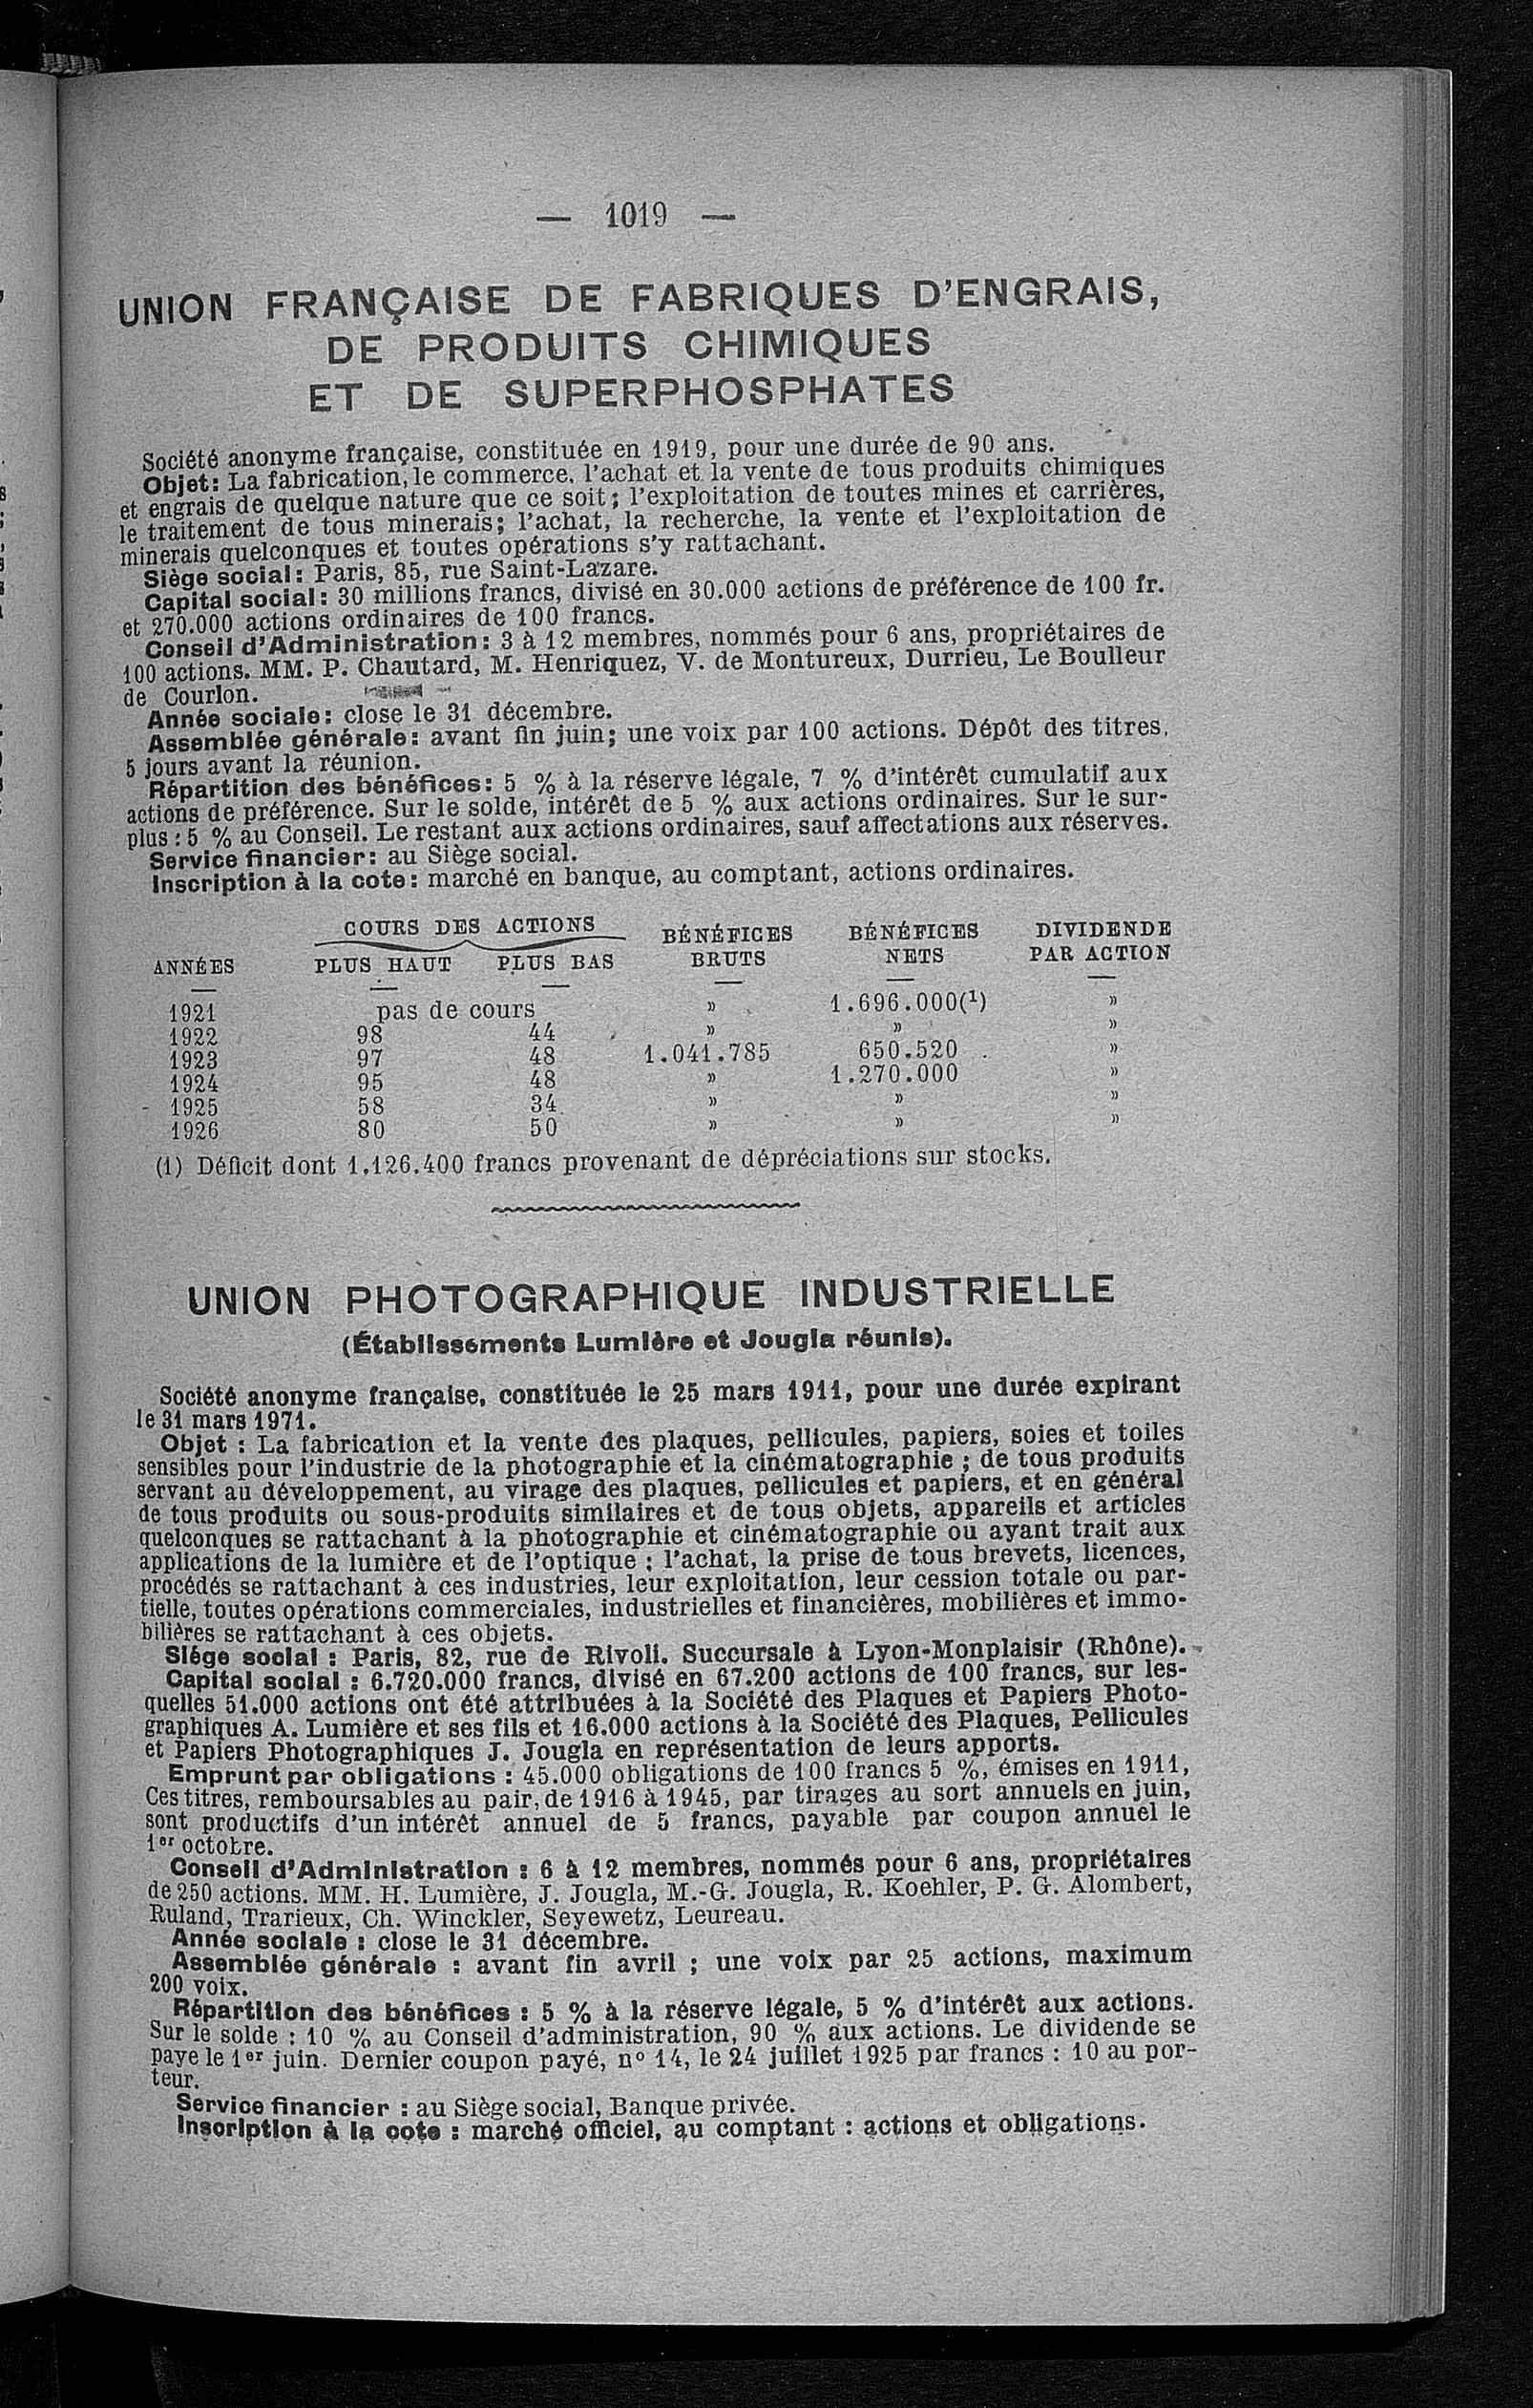 — 1019 —
UNION FRANÇAISE DE FABRIQUES D'ENGRAIS,
DE PRODUITS CHIMIQUES
ET DE SUPERPHOSPHATES
Société anonyme française, constituée en 1919, pour une durée de 90 ans.
Objet: La fabrication, le commerce, l'achat et la vente de tous produits chimiques
et engrais de quelque nature que ce soit; l'exploitation de toutes mines et carrières,
le traitement de tous minerais; l'achat, la recherche, la vente et l'exploitation de
minerais quelconques et toutes opérations s'y rattachant.
Siège social: Paris, 85, rue Saint-Lazare.
Capital social: 30 millions francs, divisé en 30.000 actions de préférence de 100 fr.
et 270.000 actions ordinaires de 100 francs.
Conseil d'Administration: 3 à 12 membres, nommés pour 6 ans, propriétaires de
100 actions. MM. P. Chautard, M. Henriquez, V. de Montureux, Durrieu, Le Boulleur
de Courlon.
Année sociale: close le 31 décembre.
Assemblée générale: avant fin juin; une voix par 100 actions. Dépôt des titres,
5 jours avant la réunion.
Répartition des bénéfices: 5 % à la réserve légale, 7 % d'intérêt cumulatif aux
actions de préférence. Sur le solde, intérêt de 5 % aux actions ordinaires. Sur le sur-
plus : 5 % au Conseil. Le restant aux actions ordinaires, sauf affectations aux réserves.
Service financier: au Siège social.
Inscription à la cote: marché en banque, au comptant, actions ordinaires.
COURS DES ACTIONS BÉNÉFICES BÉNÉFICES DIVIDENDE
ANNÉES PLUS HAUT PLUS BAS BRUTS NETS PAR ACTION
1921 pas de cours » 1.696.000(1) »
1922 98 44 » » »
1923 97 48 1.041.785 650.520 »
1924 95 48 » 1.270.000 »
1925 58 34 » » »
1926 80 50 » » »
(1) Déficit dont 1.126.400 francs provenant de dépréciations sur stocks.
UNION PHOTOGRAPHIQUE INDUSTRIELLE
(Établissements Lumière et Jougla réunis).
Société anonyme française, constituée le 25 mars 1911, pour une durée expirant
le 31 mars 1971.
Objet : La fabrication et la vente des plaques, pellicules, papiers, soies et toiles
sensibles pour l'industrie de la photographie et la cinématographie ; de tous produits
servant au développement, au virage des plaques, pellicules et papiers, et en général
de tous produits ou sous-produits similaires et de tous objets, appareils et articles
quelconques se rattachant à la photographie et cinématographie ou ayant trait aux
applications de la lumière et de l'optique ; l'achat, la prise de tous brevets, licences,
procédés se rattachant à ces industries, leur exploitation, leur cession totale ou par-
tielle, toutes opérations commerciales, industrielles et financières, mobilières et immo-
bilières se rattachant à ces objets.
Siège social : Paris, 82, rue de Rivoli. Succursale à Lyon-Monplaisir (Rhône).
Capital social : 6.720.000 francs, divisé en 67.200 actions de 100 francs, sur les-
quelles 51.000 actions ont été attribuées à la Société des Plaques et Papiers Photo-
graphiques A. Lumière et ses fils et 16.000 actions à la Société des Plaques, Pellicules
et Papiers Photographiques J. Jougla en représentation de leurs apports.
Emprunt par obligations : 45.000 obligations de 100 francs 5 %, émises en 1911,
Ces titres, remboursables au pair, de 1916 à 1945, par tirages au sort annuels en juin,
sont productifs d'un intérêt annuel de 5 francs, payable par coupon annuel le
1er octobre.
Conseil d'Administration : 6 à 12 membres, nommés pour 6 ans, propriétaires
de 250 actions. MM. H. Lumière, J. Jougla, M.-G. Jougla, R. Koehler, P. G. Alombert,
Ruland, Trarieux, Ch. Winckler, Seyewetz, Leureau.
Année sociale : close le 31 décembre.
Assemblée générale : avant fin avril ; une voix par 25 actions, maximum
200 voix.
Répartition des bénéfices : 5 % à la réserve légale, 5 % d'intérêt aux actions.
Sur le solde : 10 % au Conseil d'administration, 90 % aux actions. Le dividende se
paye le 1er juin. Dernier coupon payé, nº 14, le 24 juillet 1925 par francs : 10 au por-
teur.
Service financier : au Siège social, Banque privée.
Inscription à la cote : marché officiel, au comptant : actions et obligations.